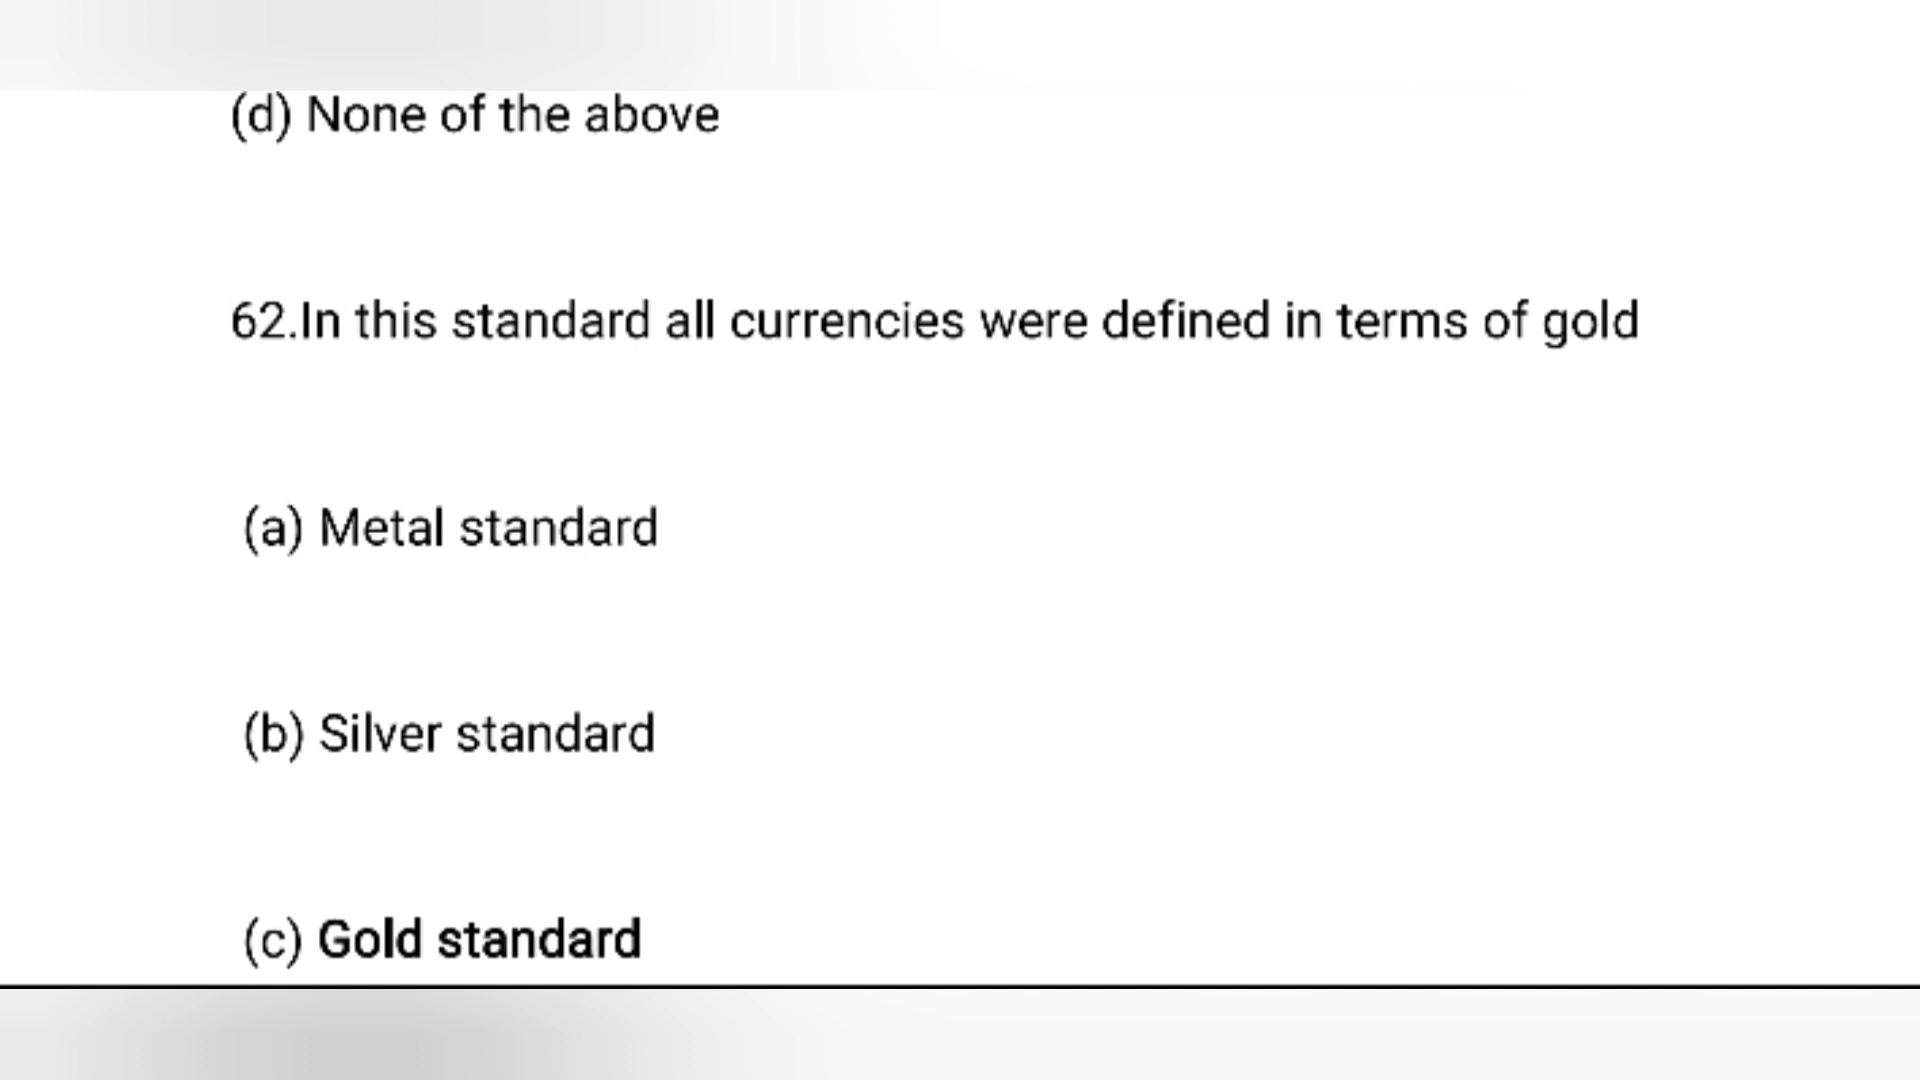 (d) None of the above
62.In this standard all currencies were defined in terms of gold
(a) Metal standard
(b) Silver standard
(c) Gold standard